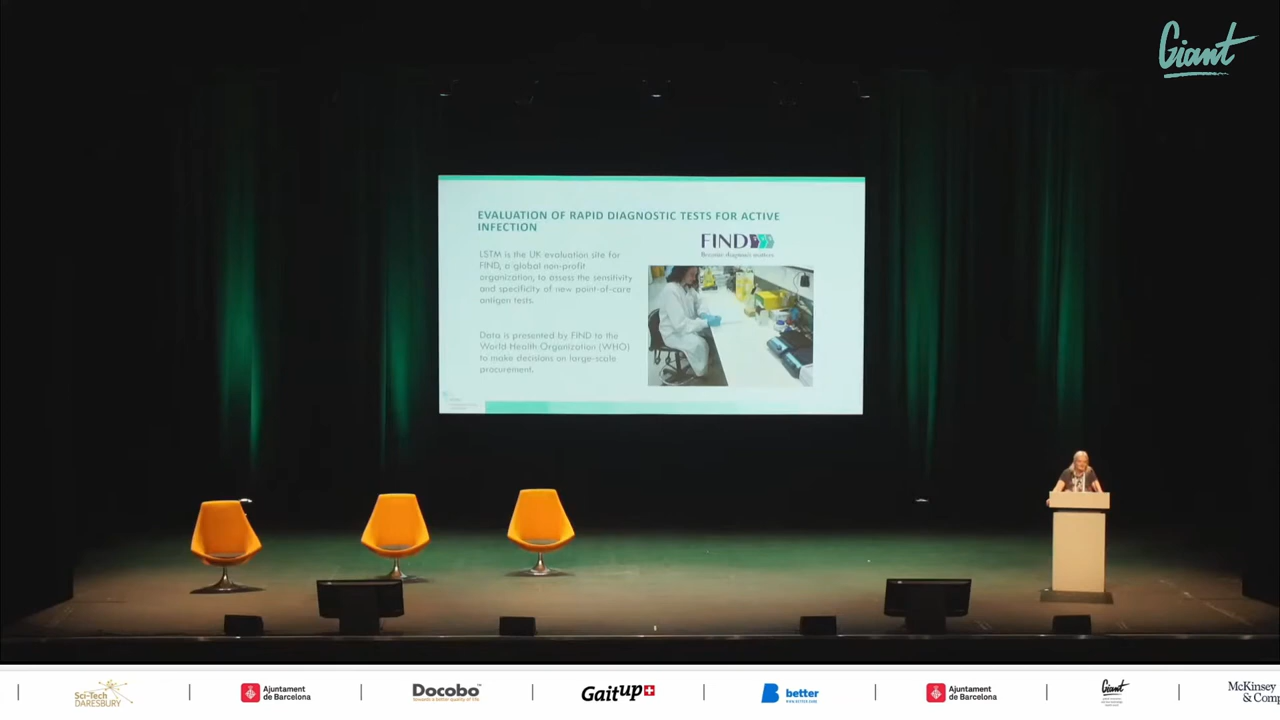 Giant
EVALUATION OF RAPID DIAGNOSTIC TESTS FOR ACTIVE
INFECTION
FIND
Because diagnosis matters
LSTM is the UK evaluation site for
FIND, a global non-profit
organization, to assess the sensitivity
and specificity of new point-of-care
antigen tests.
Data is presented by FIND to the
World Health Organization (WHO)
to make decisions on large-scale
procurement.
Sci-Tech
DARESBURY
Ajuntament
de Barcelona
Docobo
Gaitup
B better
Ajuntament
de Barcelona
Giant
McKinsey
& Comp